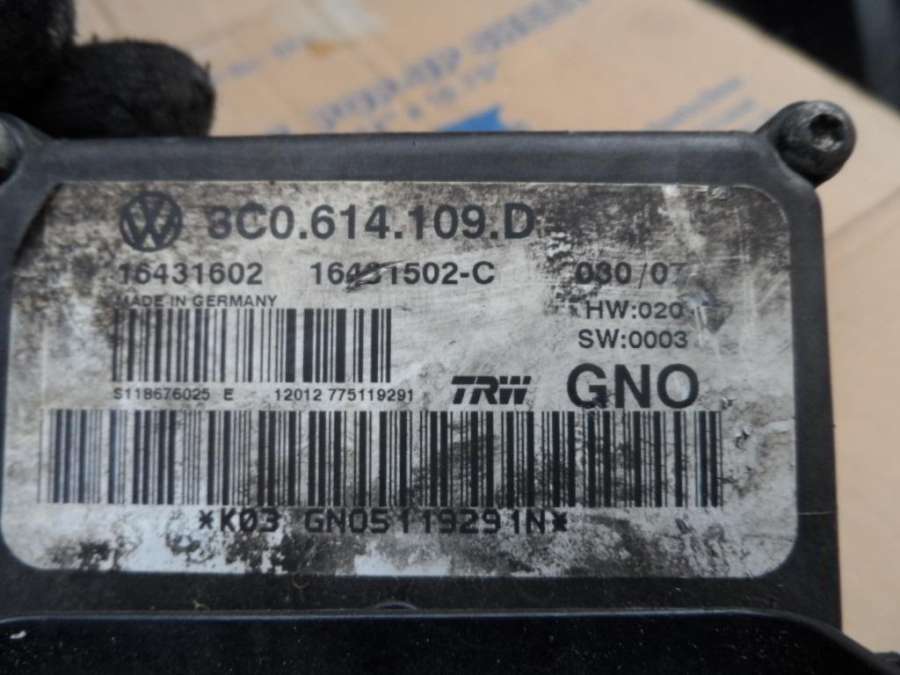 3C0.614.109.D
16431602 16431502-C 030/07
MADE IN GERMANY
HW:020
SW:0003
S118676025 E 12012 775119291
TRW GNO
*K03 GNO5119291N*